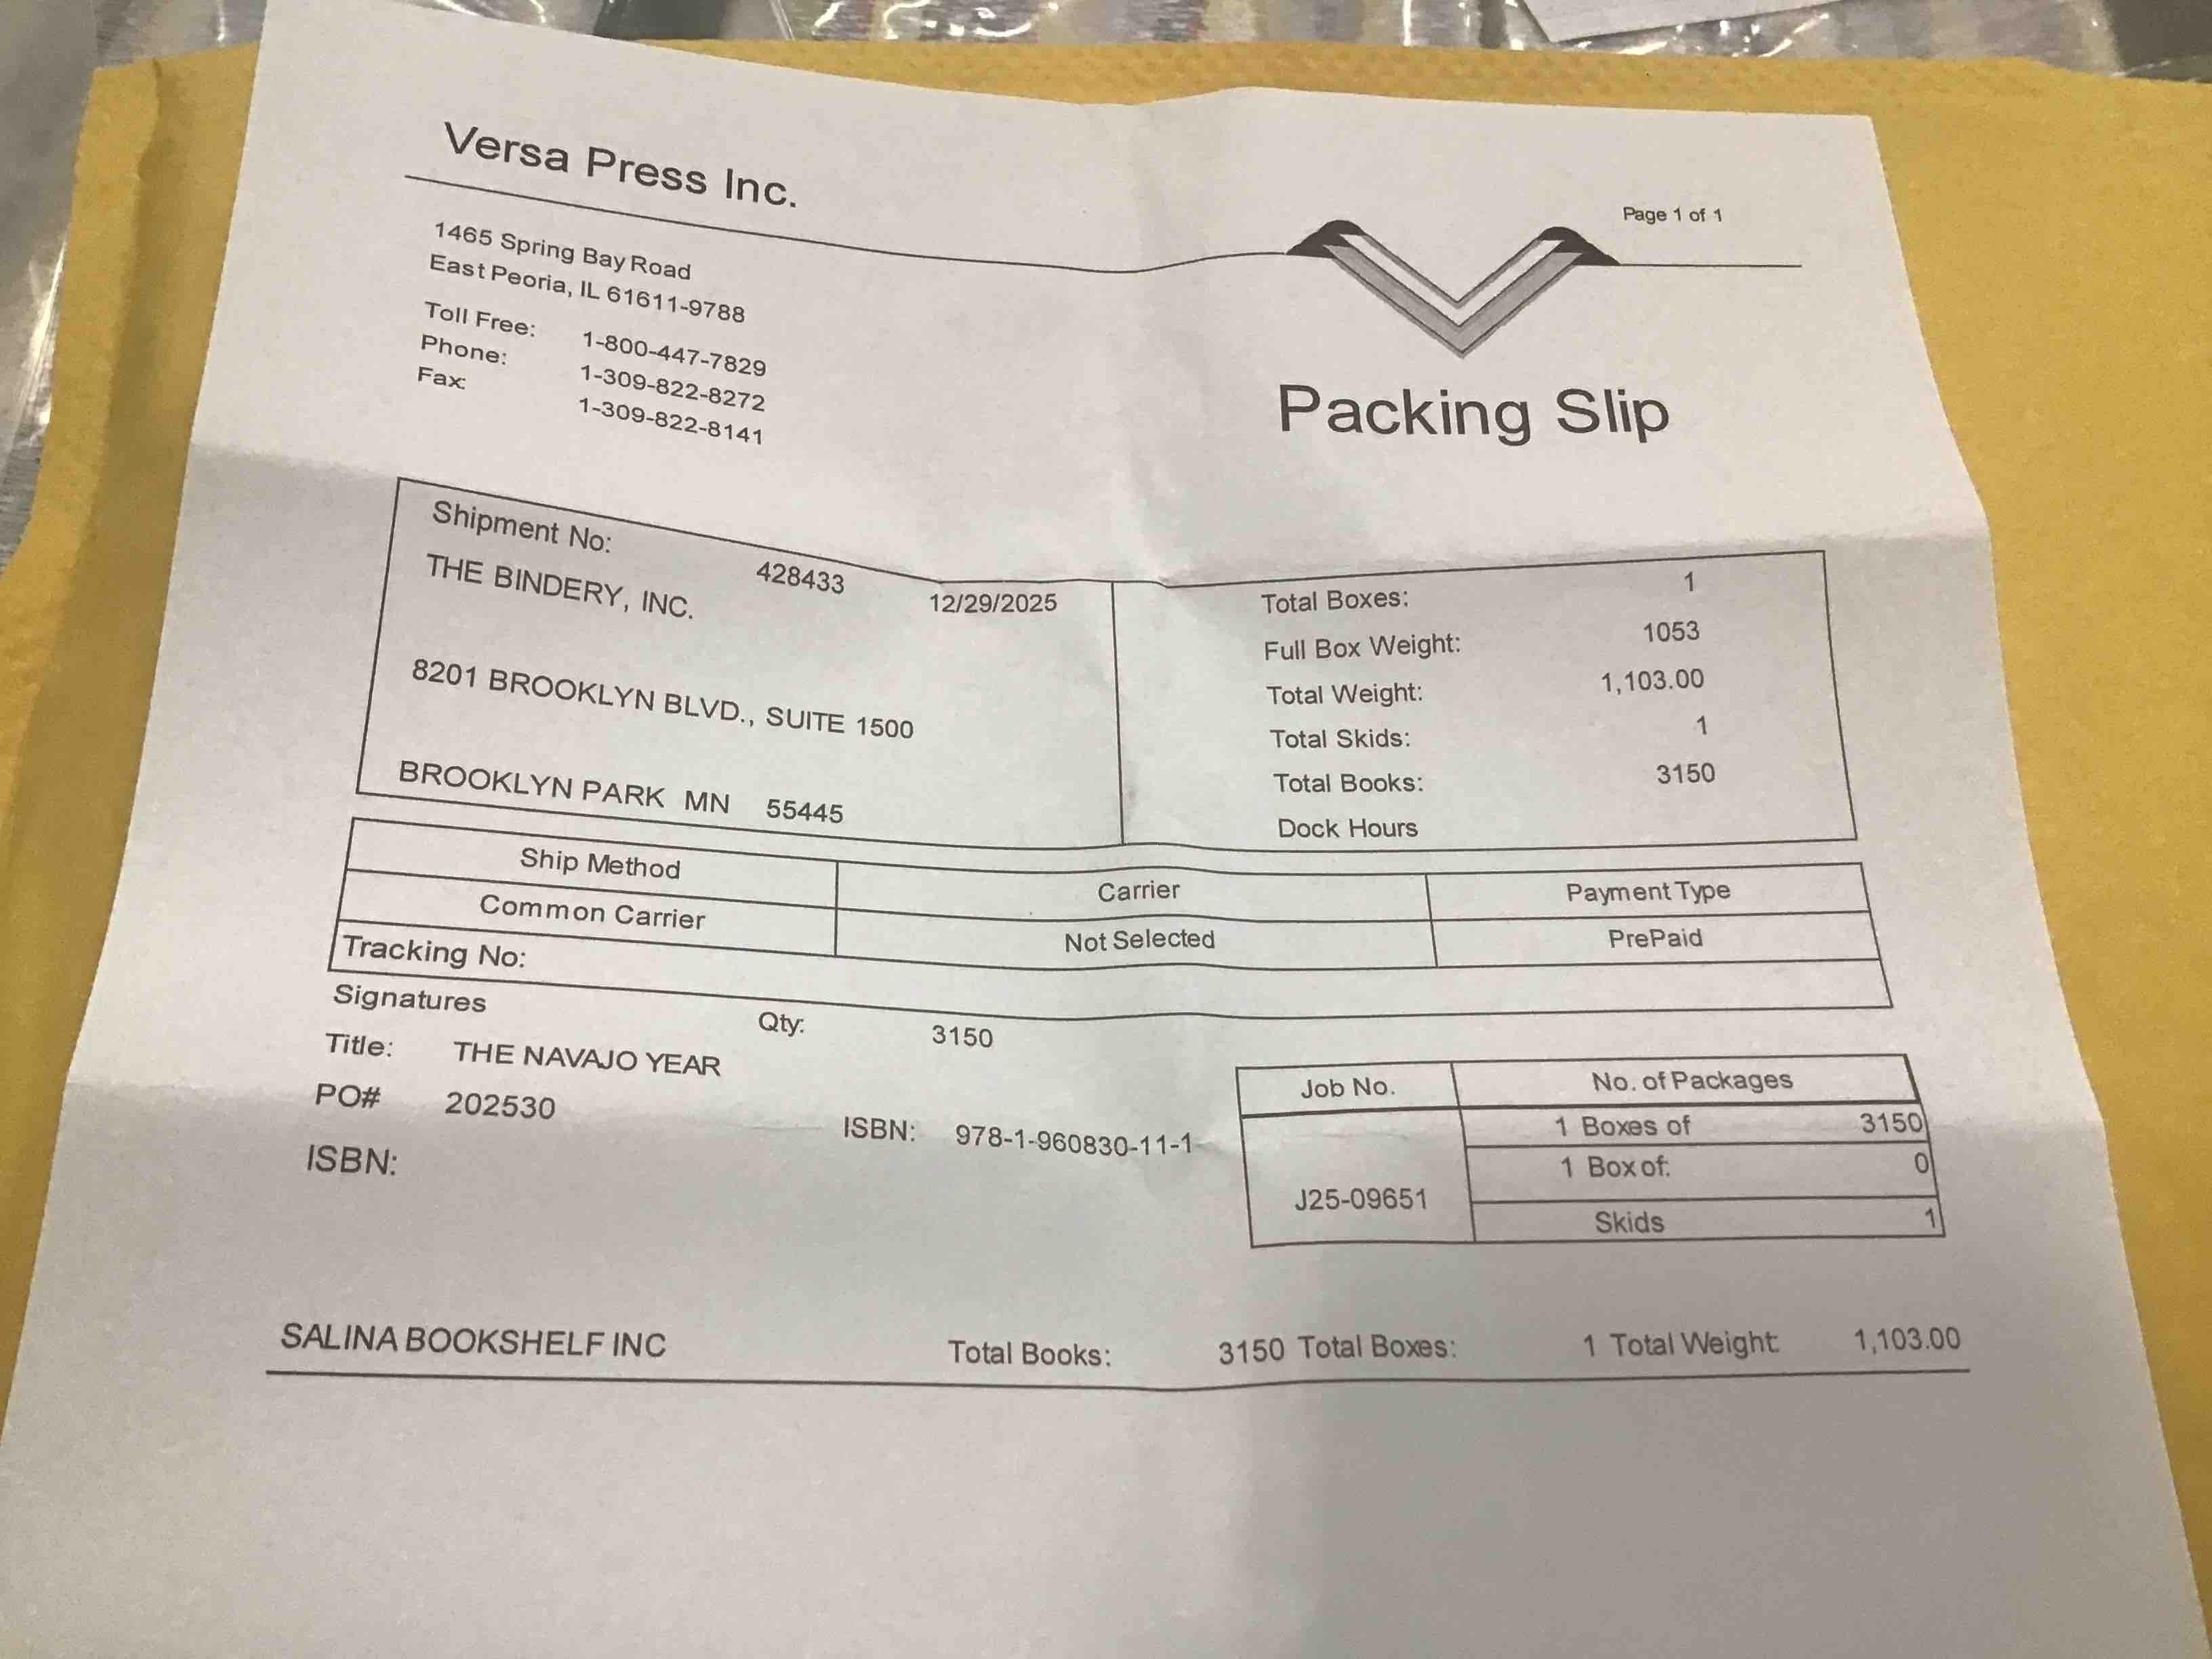 Versa Press Inc.
Page 1 of 1
1465 Spring Bay Road
East Peoria, IL 61611-9788
Toll Free: 1-800-447-7829
Phone: 1-309-822-8272
Fax: 1-309-822-8141
Packing Slip
Shipment No: 428433 12/29/2025
THE BINDERY, INC.
8201 BROOKLYN BLVD., SUITE 1500
BROOKLYN PARK MN 55445
Total Boxes: 1
Full Box Weight: 1053
Total Weight: 1,103.00
Total Skids: 1
Total Books: 3150
Dock Hours
Ship Method Carrier Payment Type
Common Carrier Not Selected PrePaid
Tracking No:
Signatures Qty: 3150
Title: THE NAVAJO YEAR
PO# 202530 ISBN: 978-1-960830-11-1
ISBN:
Job No. No. of Packages
1 Boxes of 3150
1 Box of: 0
J25-09651
Skids 1
SALINA BOOKSHELF INC Total Books: 3150 Total Boxes: 1 Total Weight: 1,103.00